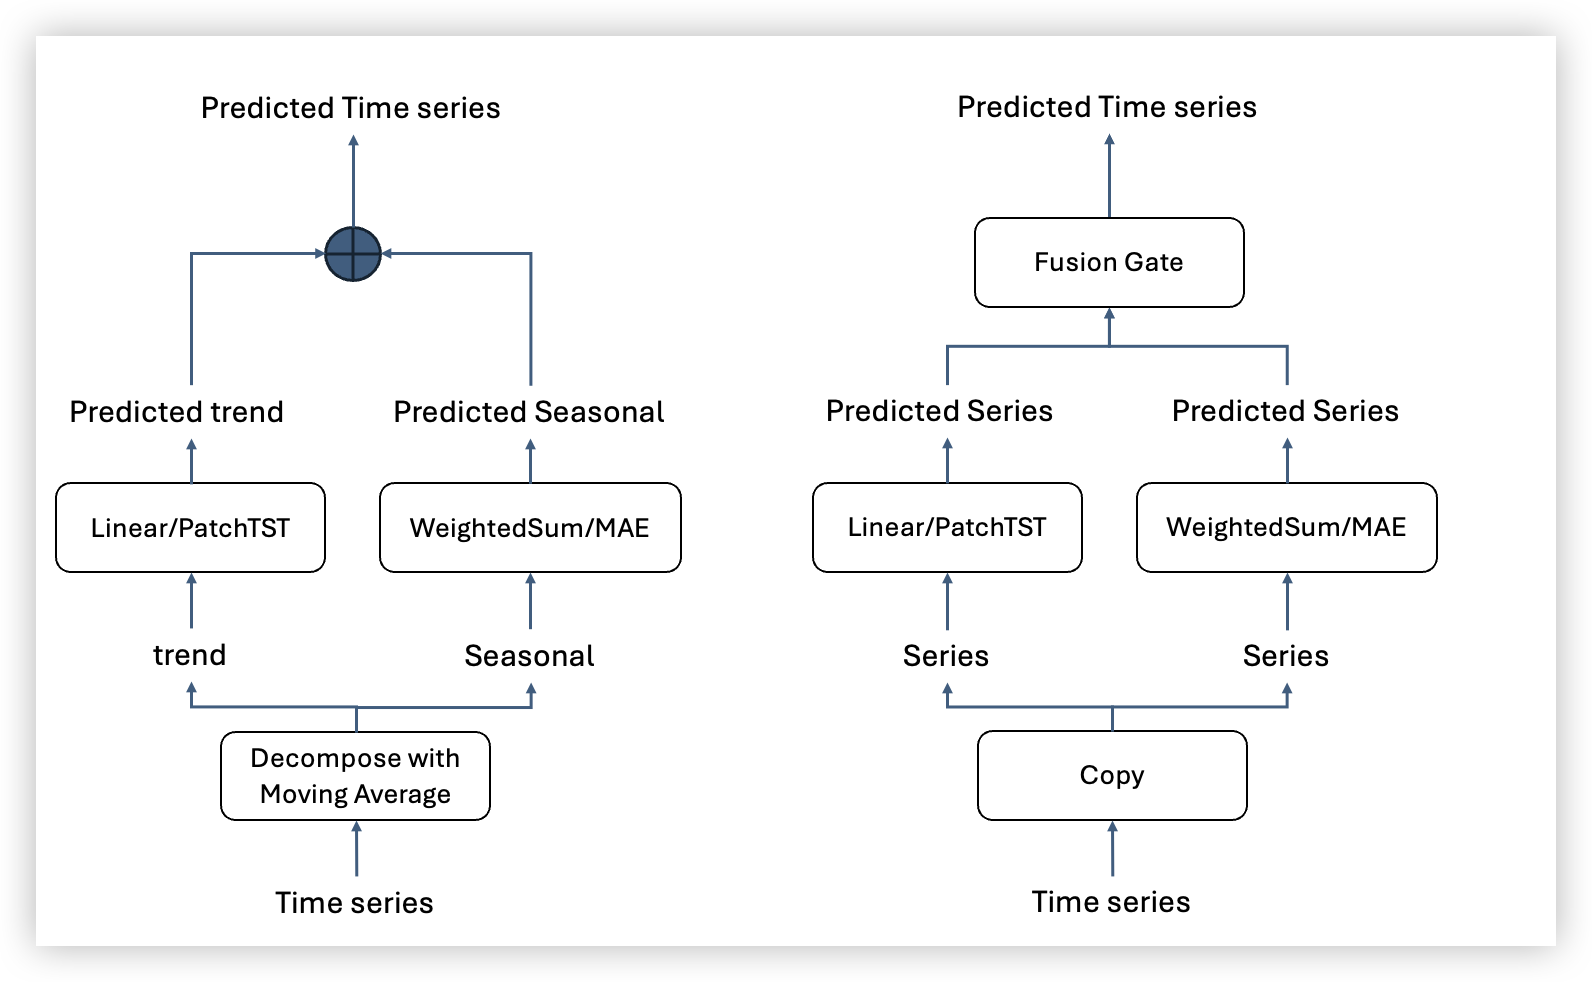 Predicted Time series
Predicted Time series
Fusion Gate
Predicted trend
Predicted Seasonal
Predicted Series
Predicted Series
Linear/PatchTST
WeightedSum/MAE
Linear/PatchTST
WeightedSum/MAE
trend
Seasonal
Series
Series
Decompose with
Moving Average
Copy
Time series
Time series